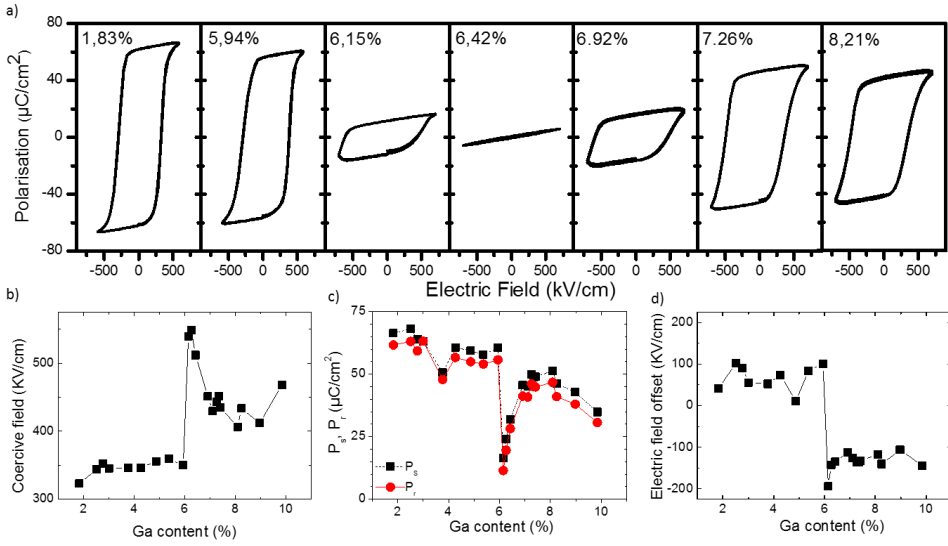 a)
1,83% 5,94% 6,15% 6,42% 6.92% 7.26% 8,21%
80
40
0
-40
-80
Polarisation (µC/cm²)
-500 0 500 -500 0 500 -500 0 500 -500 0 500 -500 0 500 -500 0 500 -500 0 500
Electric Field (kV/cm)
b)
500
400
300
Coercive field (KV/cm)
2 4 6 8 10
Ga content (%)
c)
75
50
25
0
Pₛ, Pᵣ (µC/cm²)
Pₛ
Pᵣ
2 4 6 8 10
Ga content (%)
d)
200
100
0
-100
-200
Electric field offset (KV/cm)
2 4 6 8 10
Ga content (%)